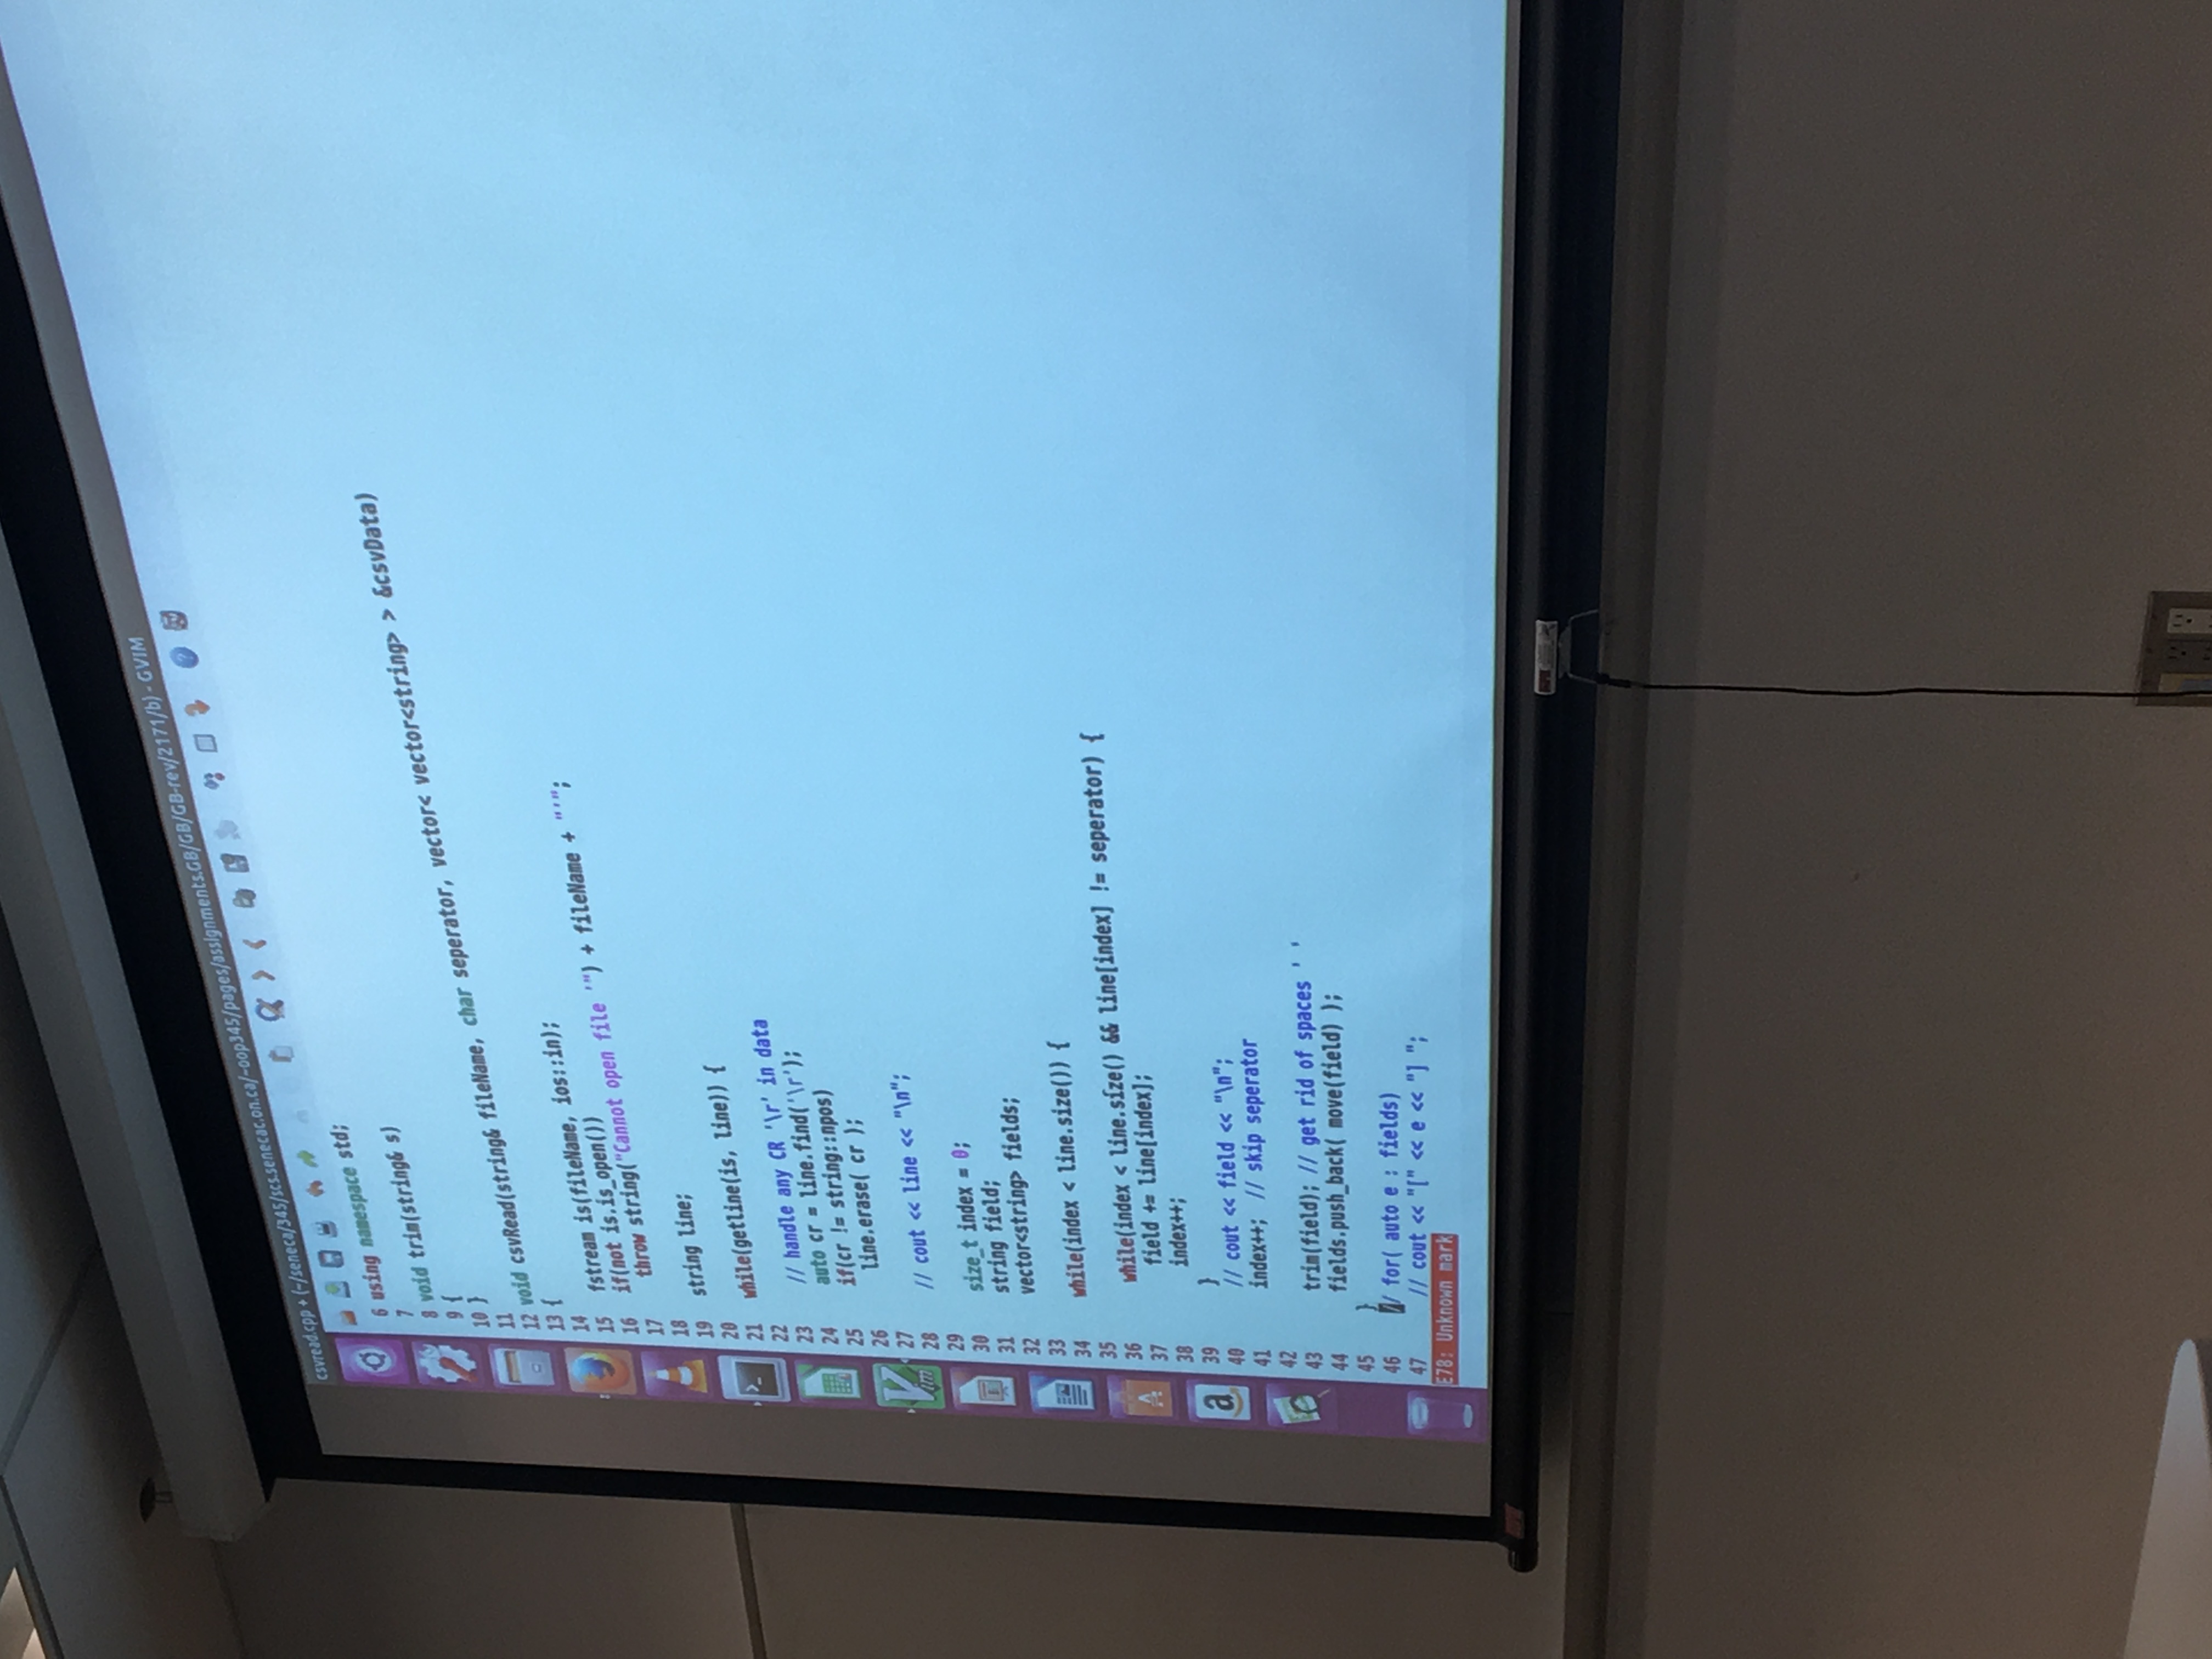 csvread.cpp + (~/seneca/345/scs.senecac.on.ca/~oop345/pages/assignments.GB/GB/GB-rev/2171/b) - GVIM
6 using namespace std;
7
8 void trim(string& s)
9 {
10 }
11
12 void csvRead(string& fileName, char seperator, vector< vector<string> > &csvData)
13 {
14
15 fstream is(fileName, ios::in);
16 if(not is.is_open())
17 throw string("Cannot open file '") + fileName + "'";
18
19 string line;
20
21 while(getline(is, line)) {
22
23 // handle any CR '\r' in data
24 auto cr = line.find('\r');
25 if(cr != string::npos)
26 line.erase( cr );
27
28 // cout << line << "\n";
29
30 size_t index = 0;
31 string field;
32 vector<string> fields;
33
34 while(index < line.size()) {
35
36 while(index < line.size() && line[index] != seperator) {
37 field += line[index];
38 index++;
39 }
40 // cout << field << "\n";
41 index++; // skip seperator
42
43 trim(field); // get rid of spaces ' '
44 fields.push_back( move(field) );
45 }
46 // for( auto e : fields)
47 // cout << "[" << e << "] ";
E78: Unknown mark
Vim
a